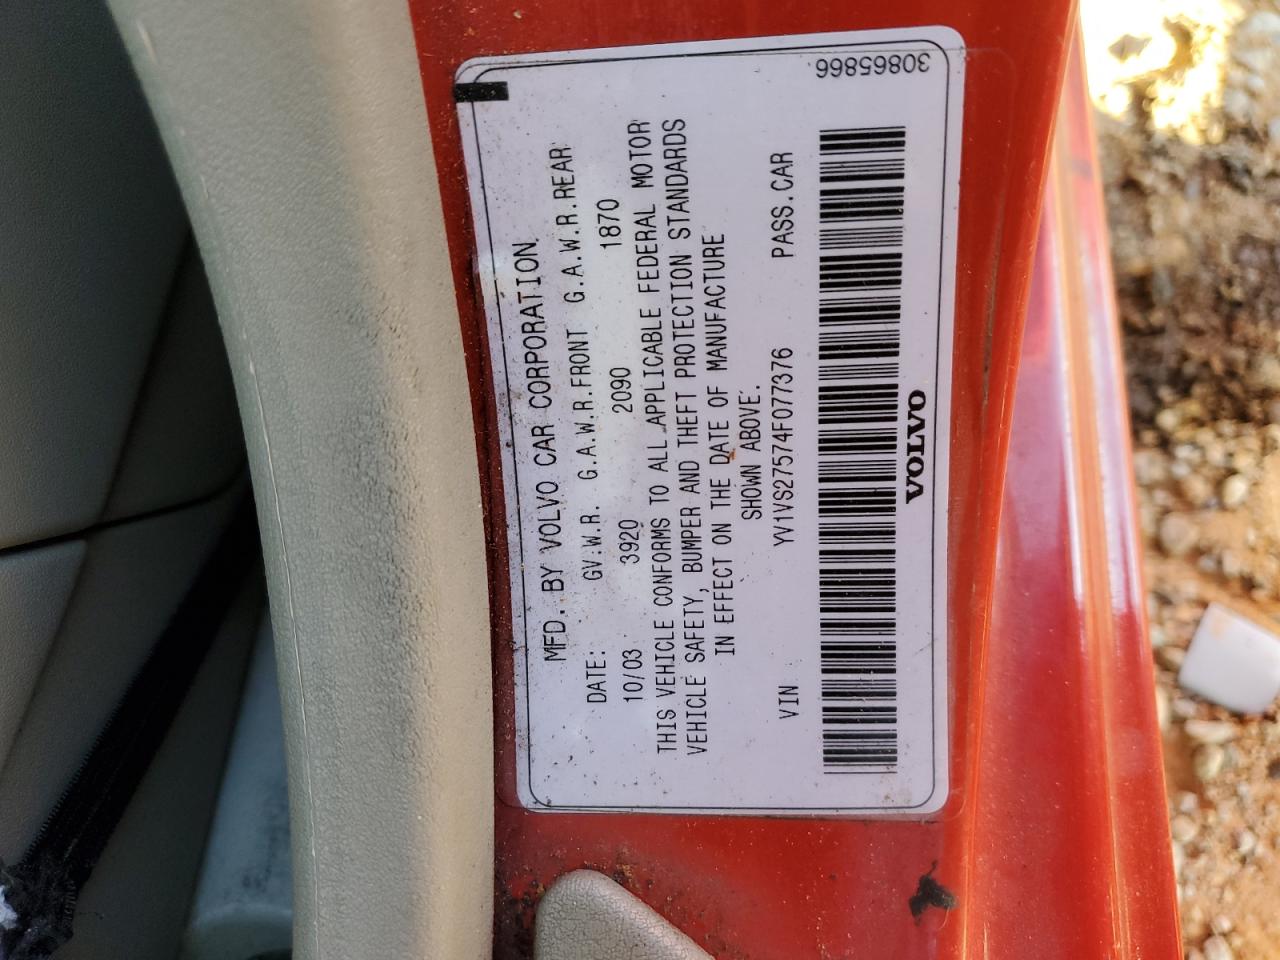 MFD. BY VOLVO CAR CORPORATION
DATE: GV.W.R. G.A.W.R.FRONT G.A.W.R.REAR
10/03 3920 2090 1870
THIS VEHICLE CONFORMS TO ALL APPLICABLE FEDERAL MOTOR
VEHICLE SAFETY, BUMPER AND THEFT PROTECTION STANDARDS
IN EFFECT ON THE DATE OF MANUFACTURE
SHOWN ABOVE.
VIN YV1VS27574F077376 PASS.CAR
VOLVO
30865866